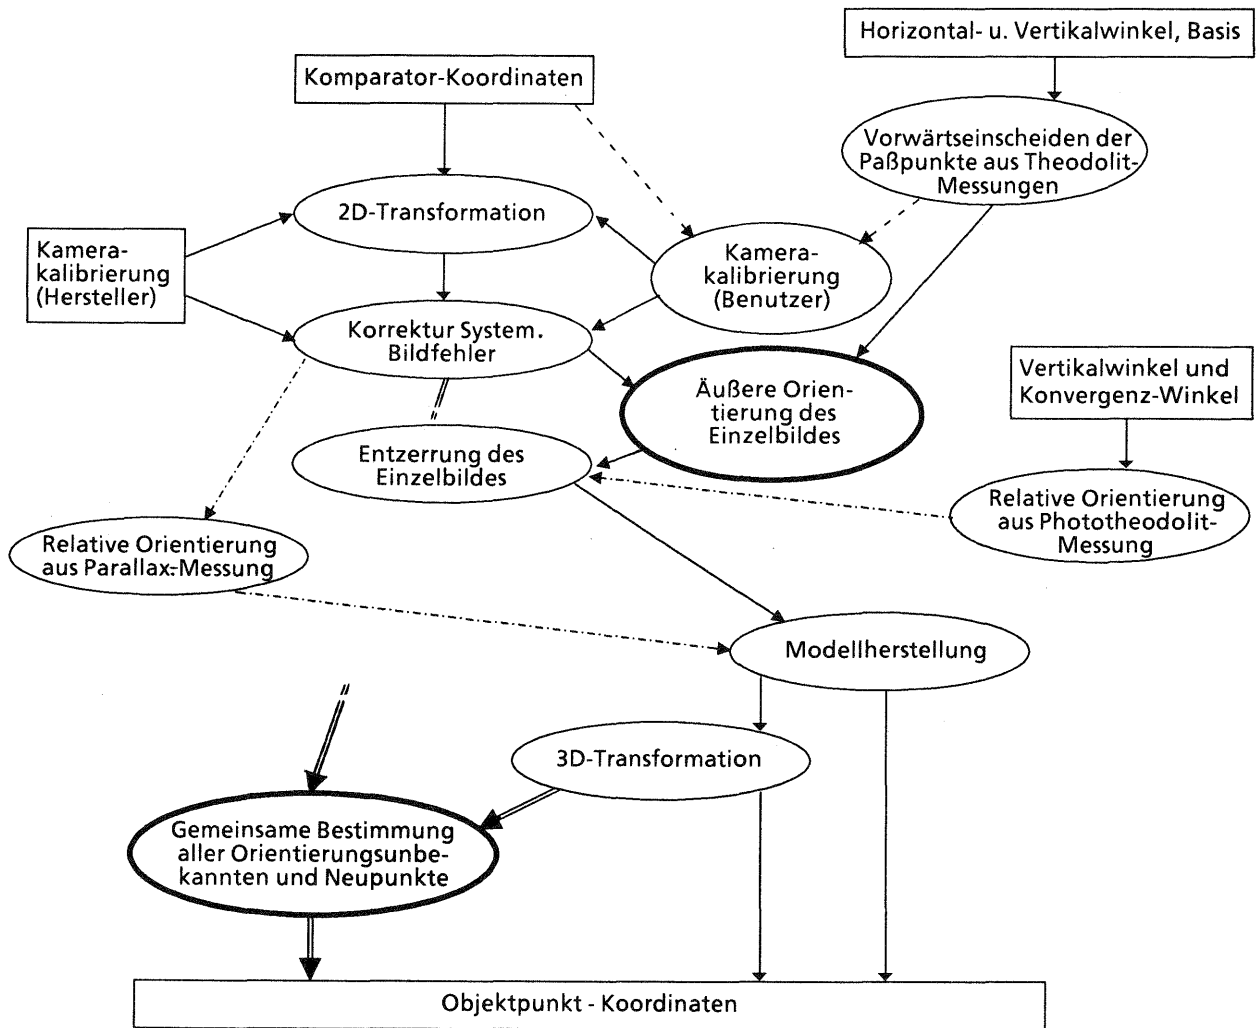 Horizontal- u. Vertikalwinkel, Basis
Komparator-Koordinaten
Vorwärtseinscheiden der
Paßpunkte aus Theodolit-
Messungen
2D-Transformation
Kamera-
kalibrierung
(Hersteller)
Kamera-
kalibrierung
(Benutzer)
Korrektur System.
Bildfehler
Vertikalwinkel und
Konvergenz-Winkel
Äußere Orien-
tierung des
Einzelbildes
Entzerrung des
Einzelbildes
Relative Orientierung
aus Phototheodolit-
Messung
Relative Orientierung
aus Parallax-Messung
Modellherstellung
3D-Transformation
Gemeinsame Bestimmung
aller Orientierungsunbe-
kannten und Neupunkte
Objektpunkt - Koordinaten